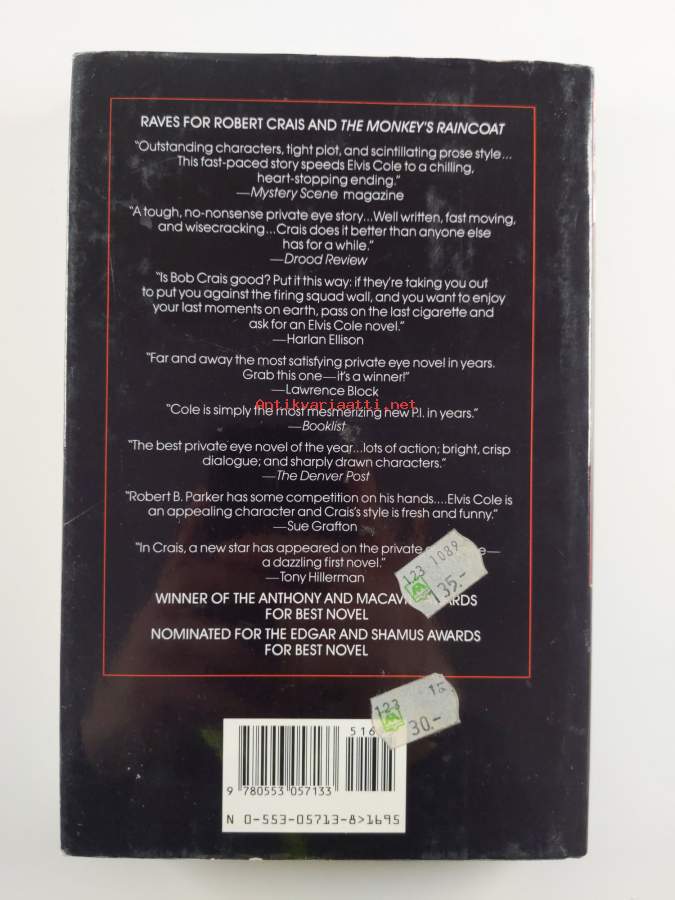 RAVES FOR ROBERT CRAIS AND THE MONKEY'S RAINCOAT
"Outstanding characters, tight plot, and scintillating prose style...
This fast-paced story speeds Elvis Cole to a chilling,
heart-stopping ending."
—Mystery Scene magazine
"A tough, no-nonsense private eye story...Well written, fast moving,
and wisecracking...Crais does it better than anyone else
has for a while."
—Drood Review
"Is Bob Crais good? Put it this way: if they're taking you out
to put you against the firing squad wall, and you want to enjoy
your last moments on earth, pass on the last cigarette and
ask for an Elvis Cole novel."
—Harlan Ellison
"Far and away the most satisfying private eye novel in years.
Grab this one—it's a winner!"
—Lawrence Block
Antikvariaatti.net
"Cole is simply the most mesmerizing new P.I. in years."
—Booklist
"The best private eye novel of the year...lots of action; bright, crisp
dialogue; and sharply drawn characters."
—The Denver Post
"Robert B. Parker has some competition on his hands....Elvis Cole is
an appealing character and Crais's style is fresh and funny."
—Sue Grafton
"In Crais, a new star has appeared on the private
a dazzling first novel."
—Tony Hillerman
123 1089
135.-
WINNER OF THE ANTHONY AND
FOR BEST NOVEL
NOMINATED FOR THE EDGAR AND SHAMUS AWARDS
FOR BEST NOVEL
123
30.-
9 780553 057133
N 0-553-05713-8>1695